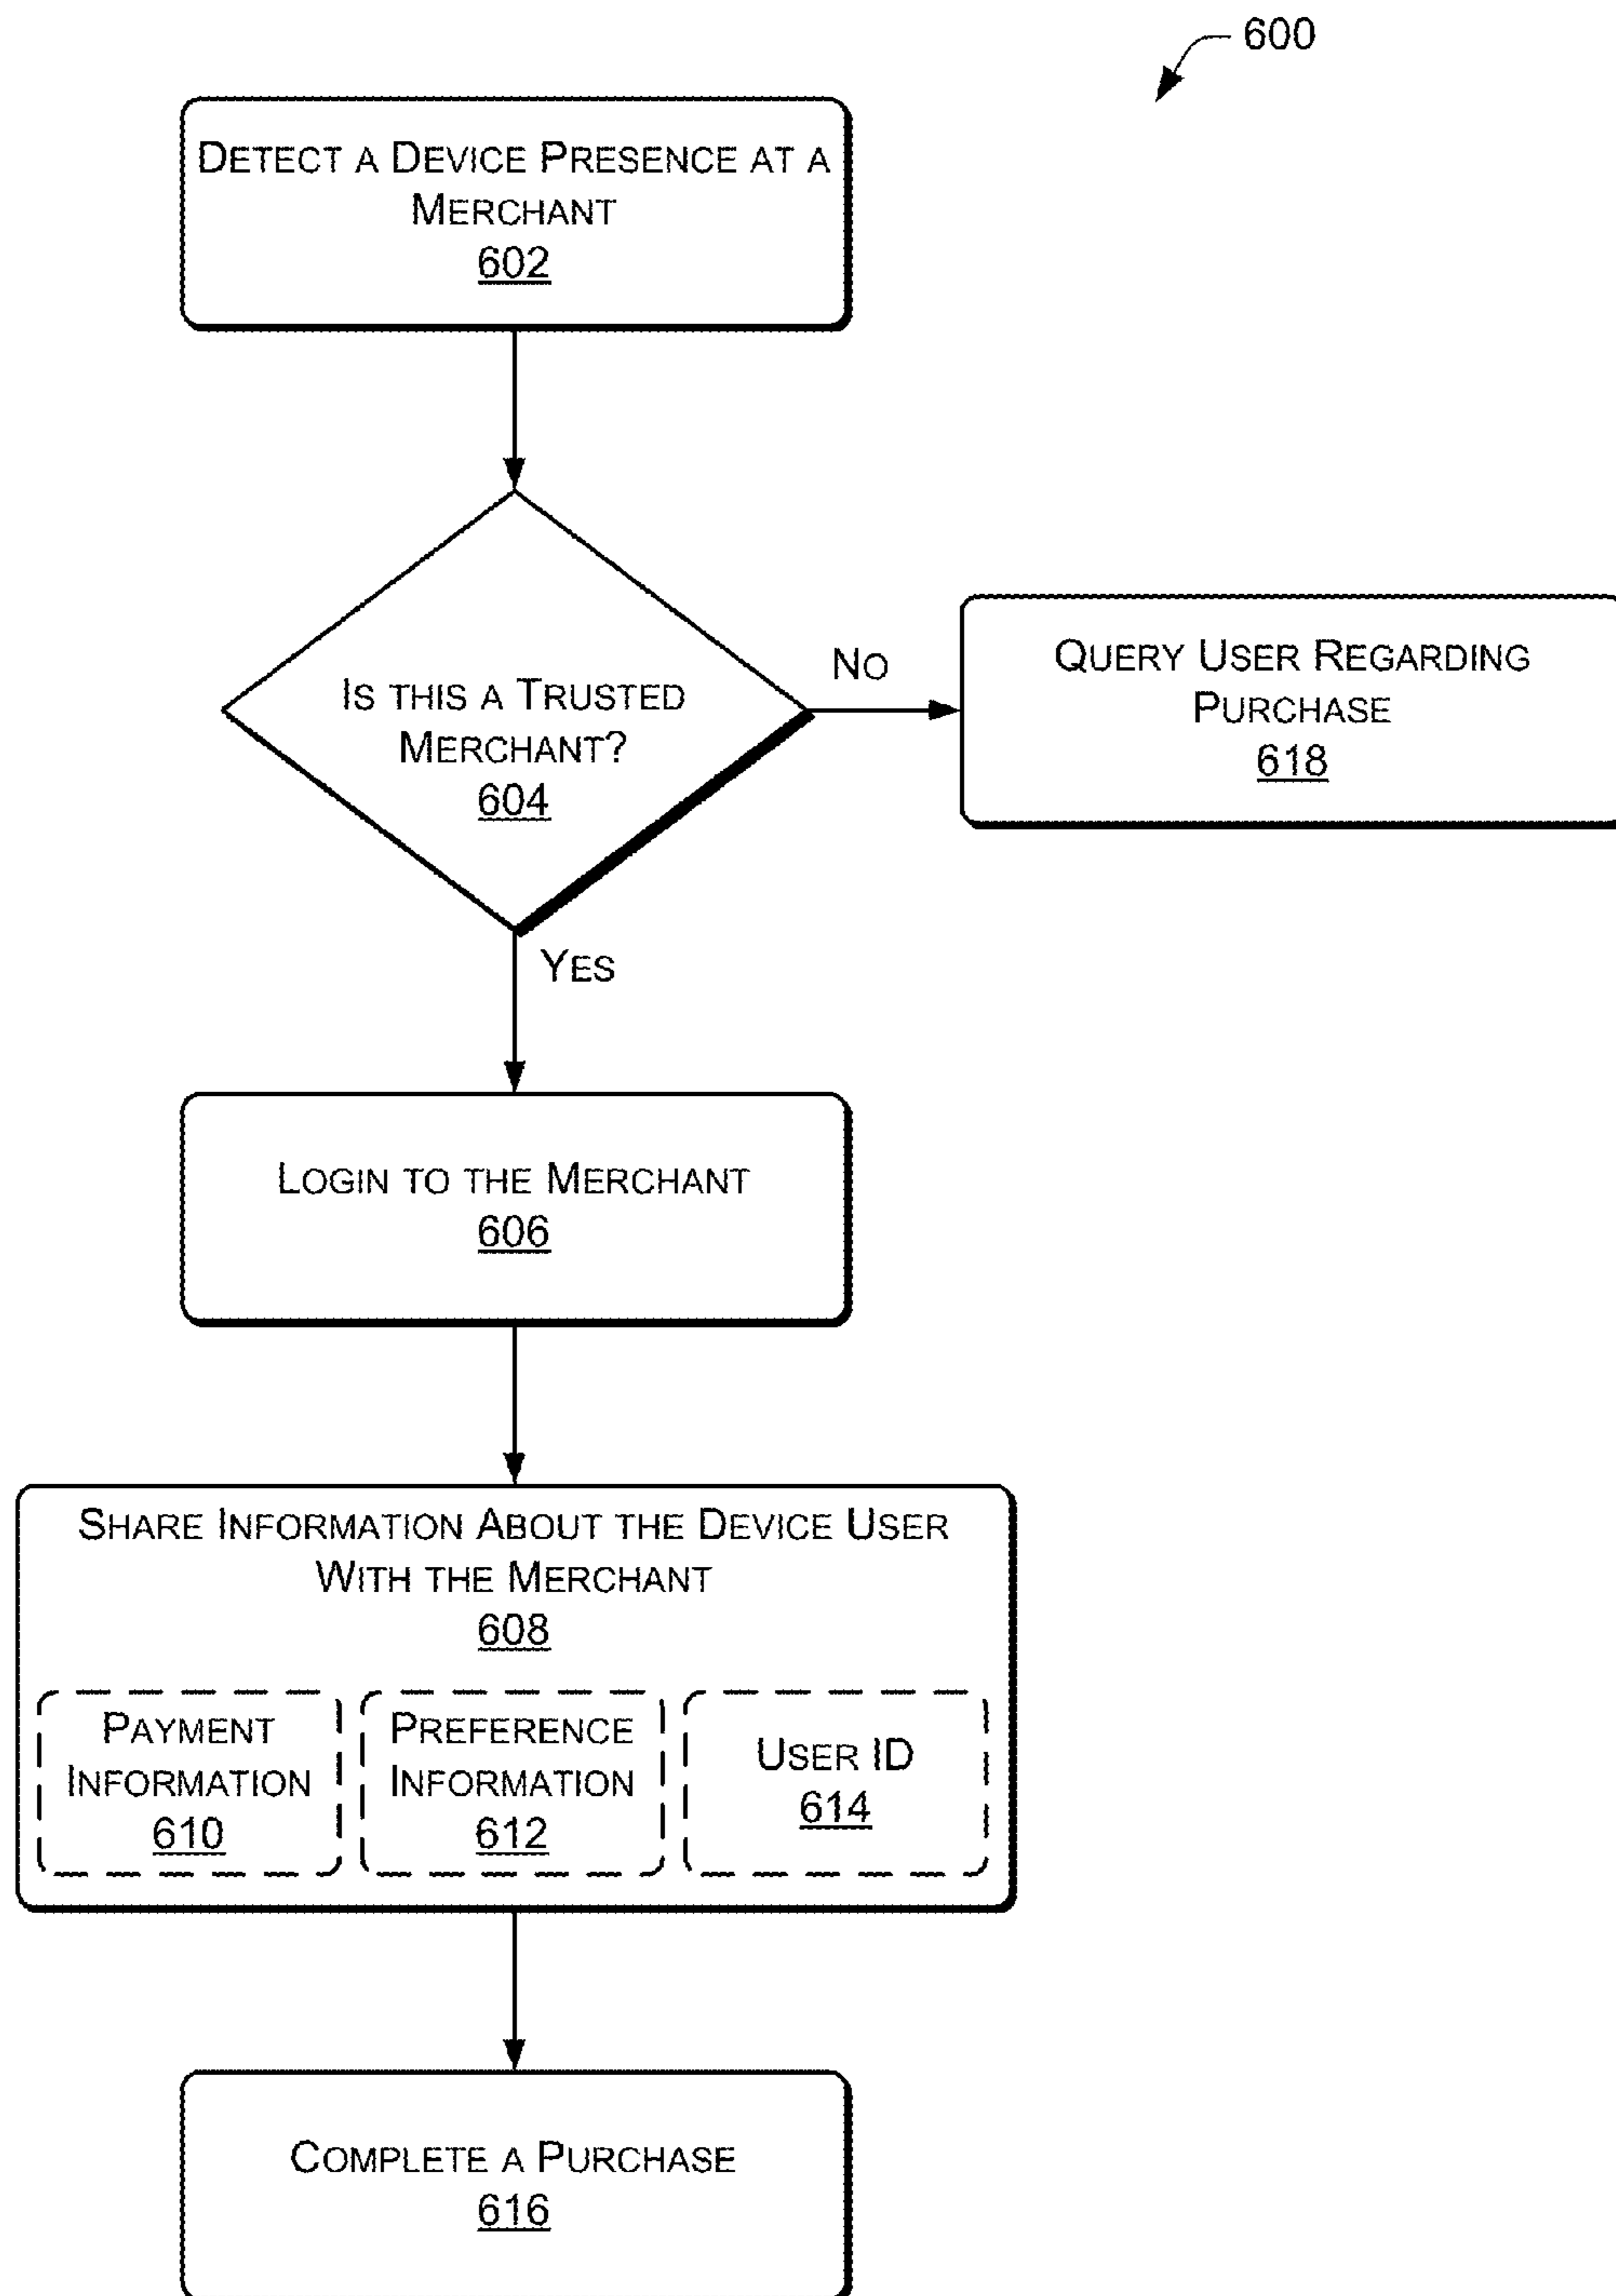 600
DETECT A DEVICE PRESENCE AT A
MERCHANT
602
IS THIS A TRUSTED
MERCHANT?
604
NO
QUERY USER REGARDING
PURCHASE
618
YES
LOGIN TO THE MERCHANT
606
SHARE INFORMATION ABOUT THE DEVICE USER
WITH THE MERCHANT
608
PAYMENT
INFORMATION
610
PREFERENCE
INFORMATION
612
USER ID
614
COMPLETE A PURCHASE
616